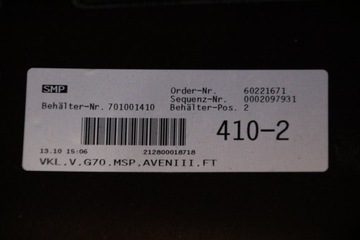 SMP
Order-Nr. 60221671
Sequenz-Nr. 0002097931
Behälter-Nr. 701001410 Behälter-Pos. 2
410-2
13.10 15:06 212800018718
VKL.V.G70.MSP.AVENIII.FT